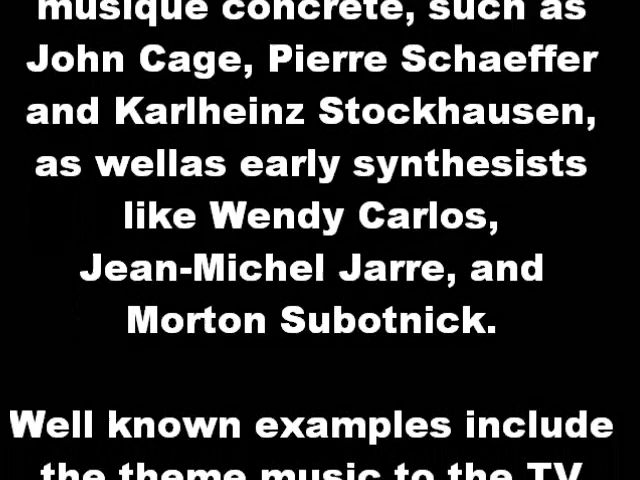 musique concrete, such as
John Cage, Pierre Schaeffer
and Karlheinz Stockhausen,
as wellas early synthesists
like Wendy Carlos,
Jean-Michel Jarre, and
Morton Subotnick.
Well known examples include
the theme music to the TV